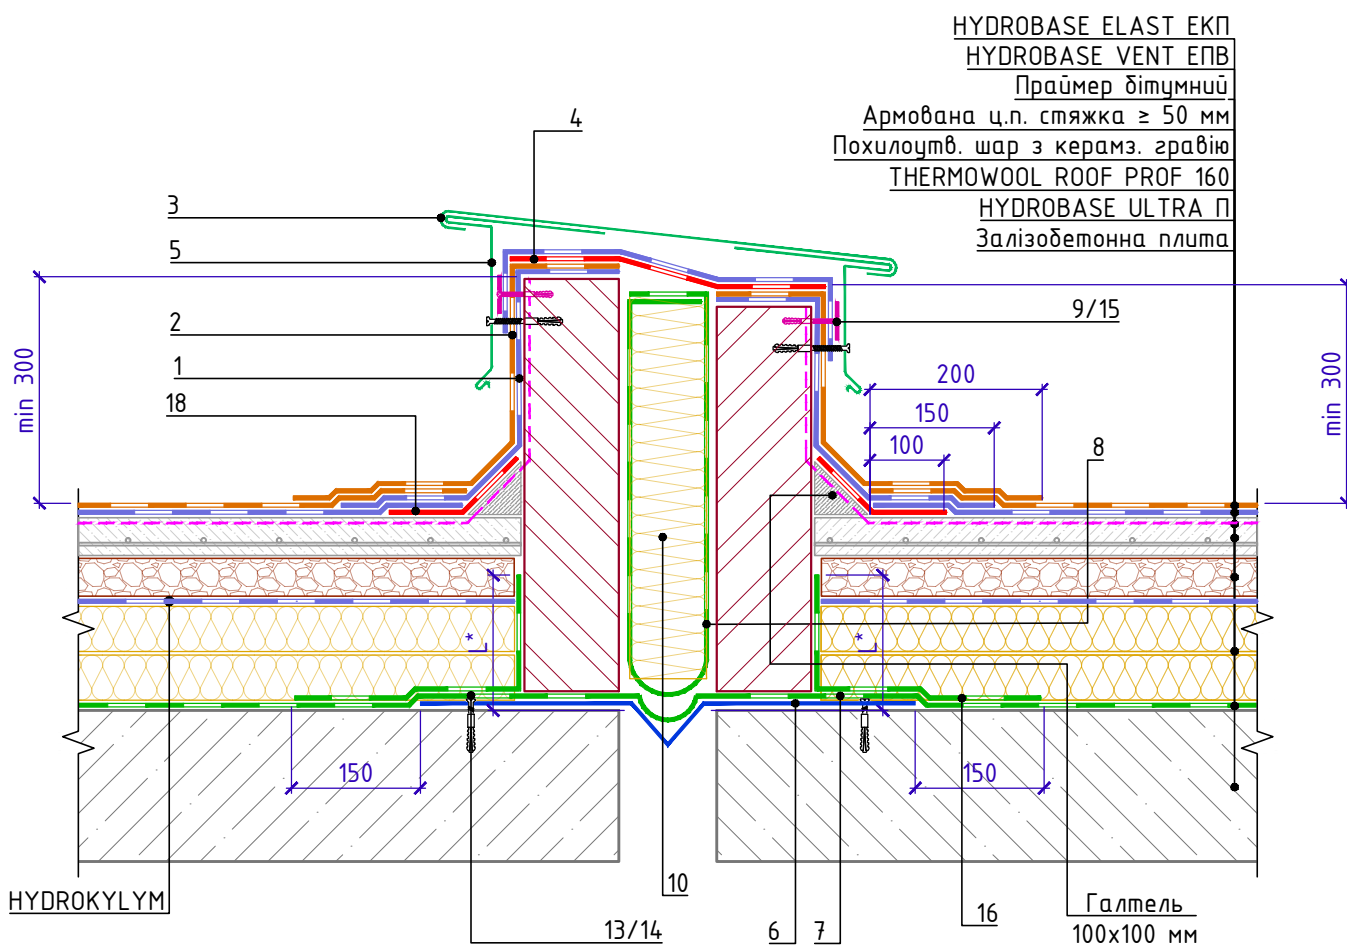 HYDROBASE ELAST ЕКП
HYDROBASE VENT ЕПВ
Праймер бітумний
Армована ц.п. стяжка ≥ 50 мм
Похилоутв. шар з керамз. гравію
THERMOWOOL ROOF PROF 160
HYDROBASE ULTRA П
Залізобетонна плита
4
3
5
2
1
18
min 300
9/15
200
150
100
min 300
8
L*
L*
150
150
HYDROKYLYM
10
13/14
6
7
16
Галтель
100х100 мм